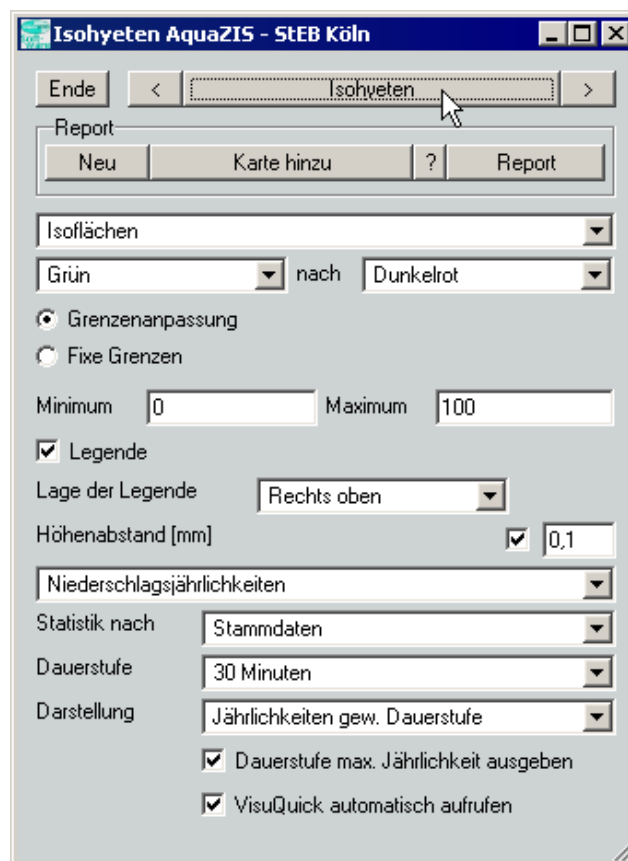 Isohyeten AquaZIS - StEB Köln
Ende < Isohyeten >
Report
Neu Karte hinzu ? Report
Isoflächen
Grün nach Dunkelrot
Grenzenanpassung
Fixe Grenzen
Minimum 0 Maximum 100
Legende
Lage der Legende Rechts oben
Höhenabstand [mm] 0,1
Niederschlagsjährlichkeiten
Statistik nach Stammdaten
Dauerstufe 30 Minuten
Darstellung Jährlichkeiten gew. Dauerstufe
Dauerstufe max. Jährlichkeit ausgeben
VisuQuick automatisch aufrufen